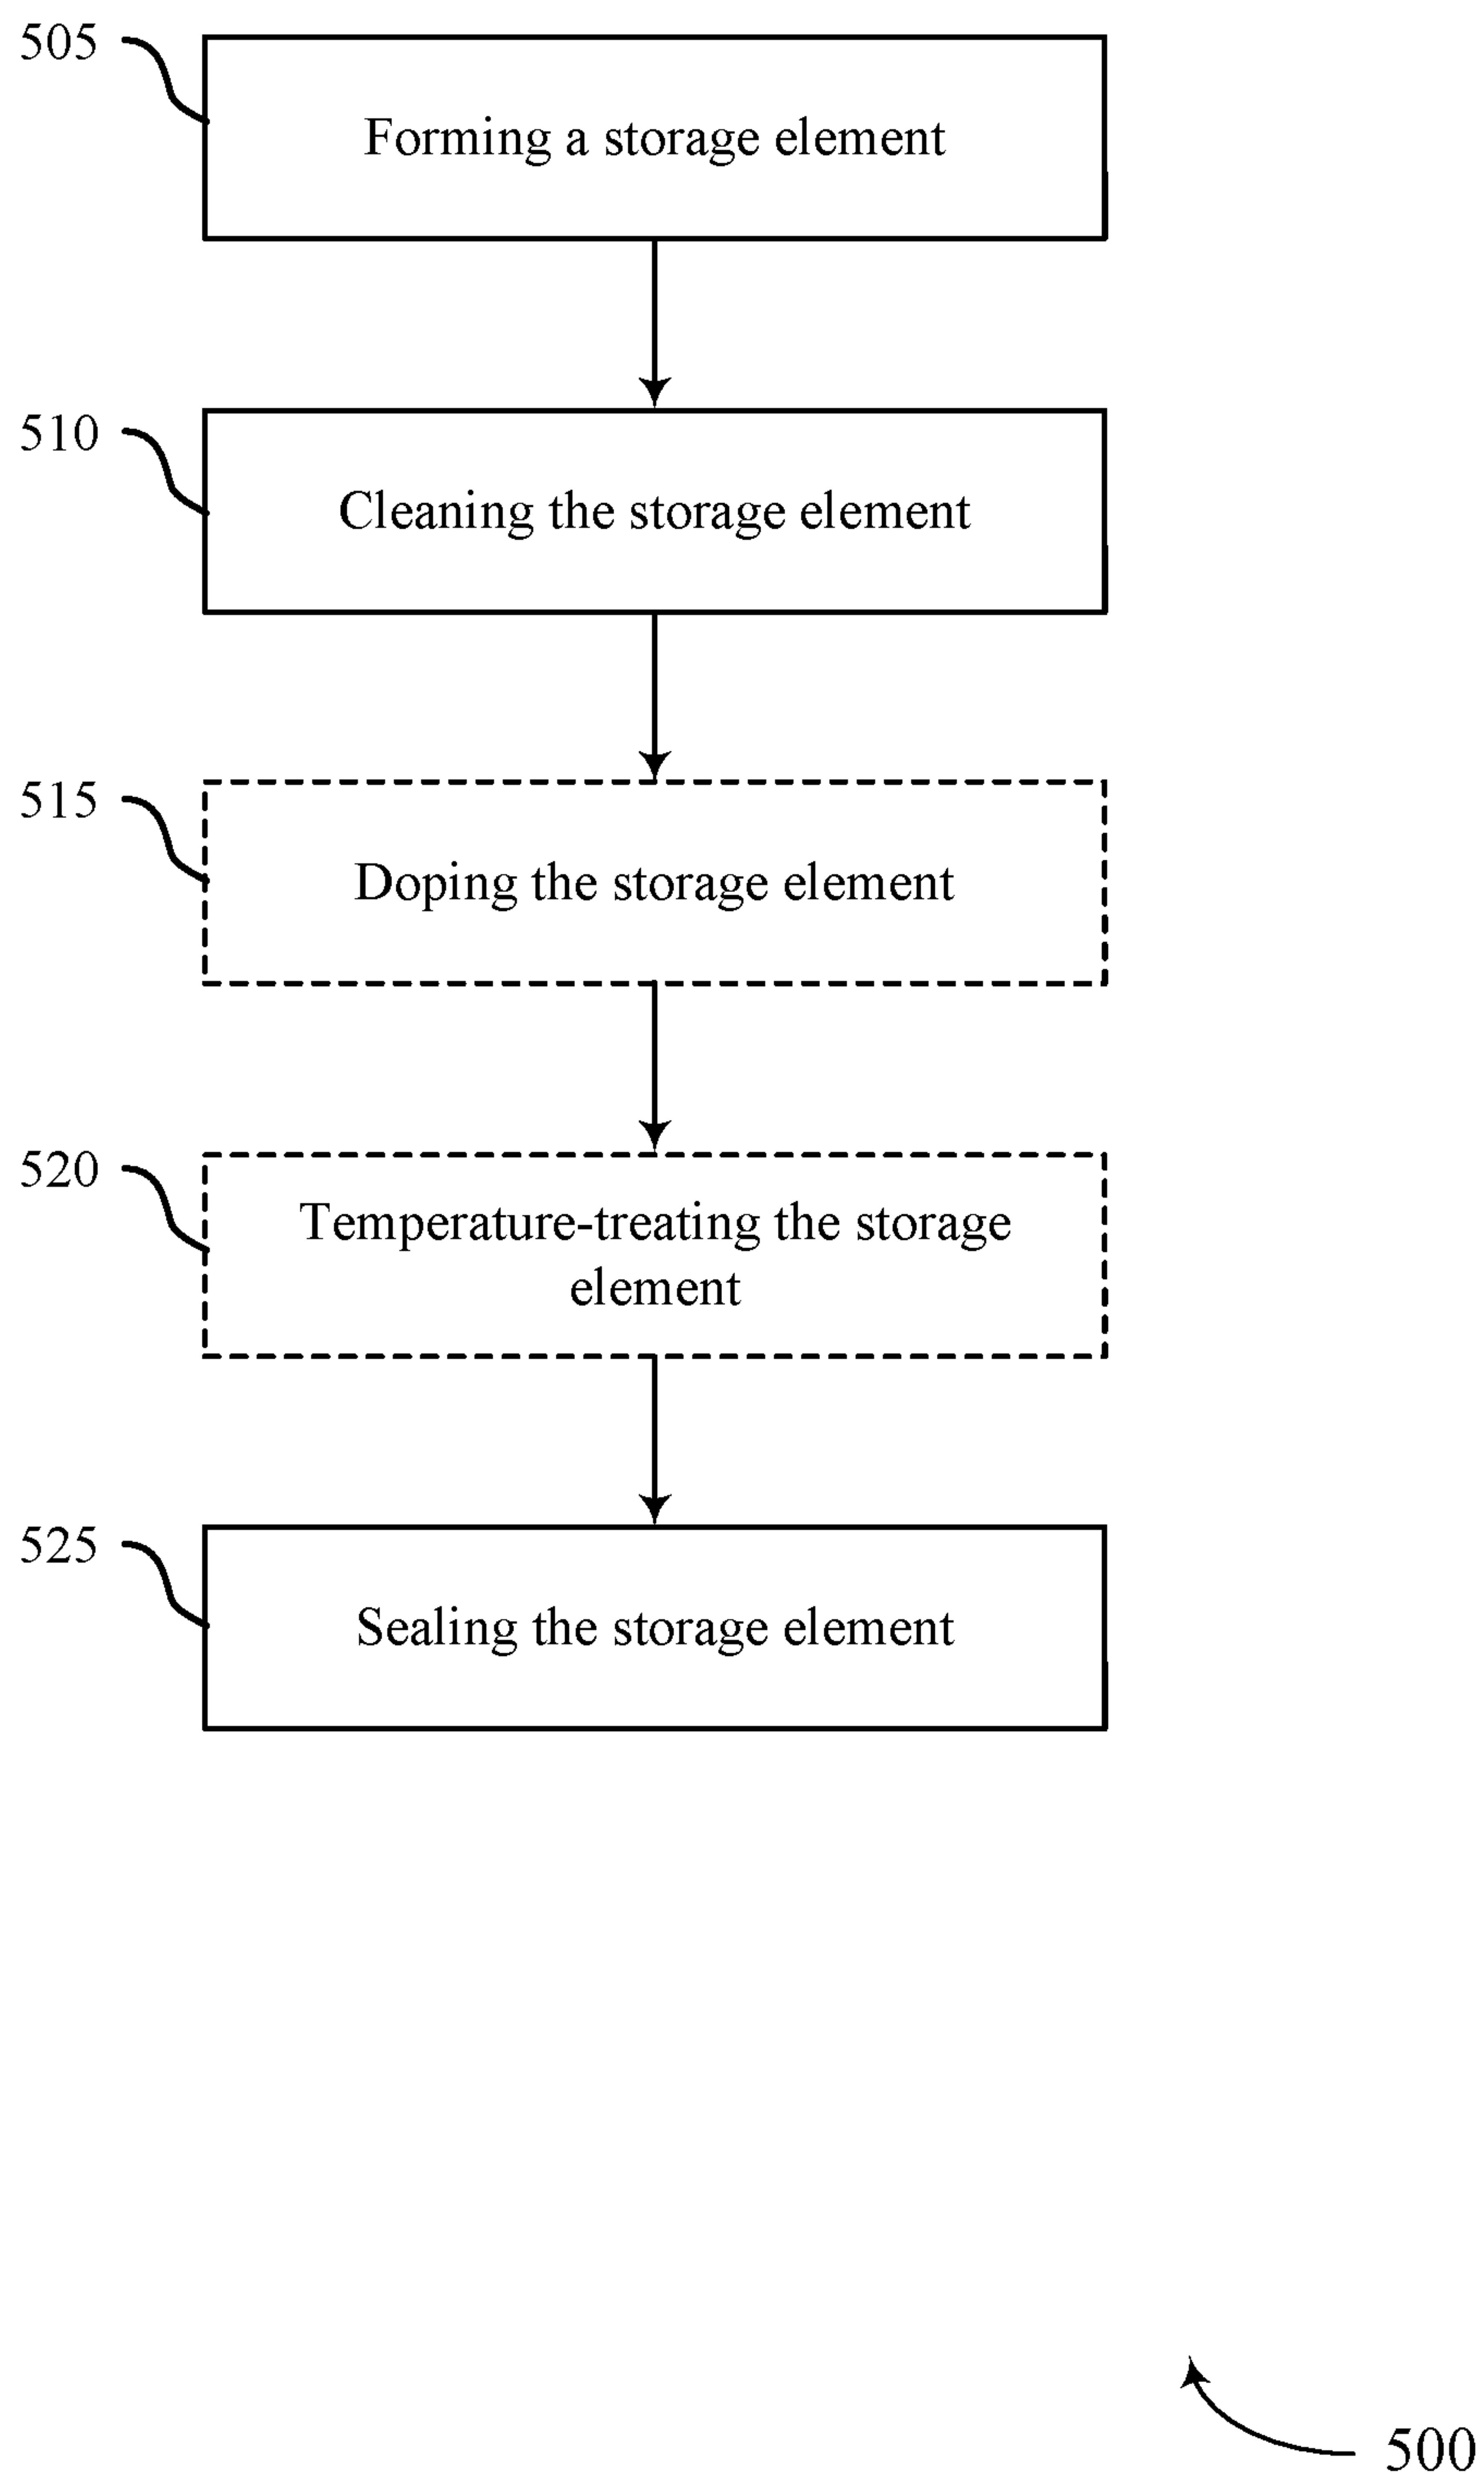 505
Forming a storage element
510
Cleaning the storage element
515
Doping the storage element
520
Temperature-treating the storage
element
525
Sealing the storage element
500